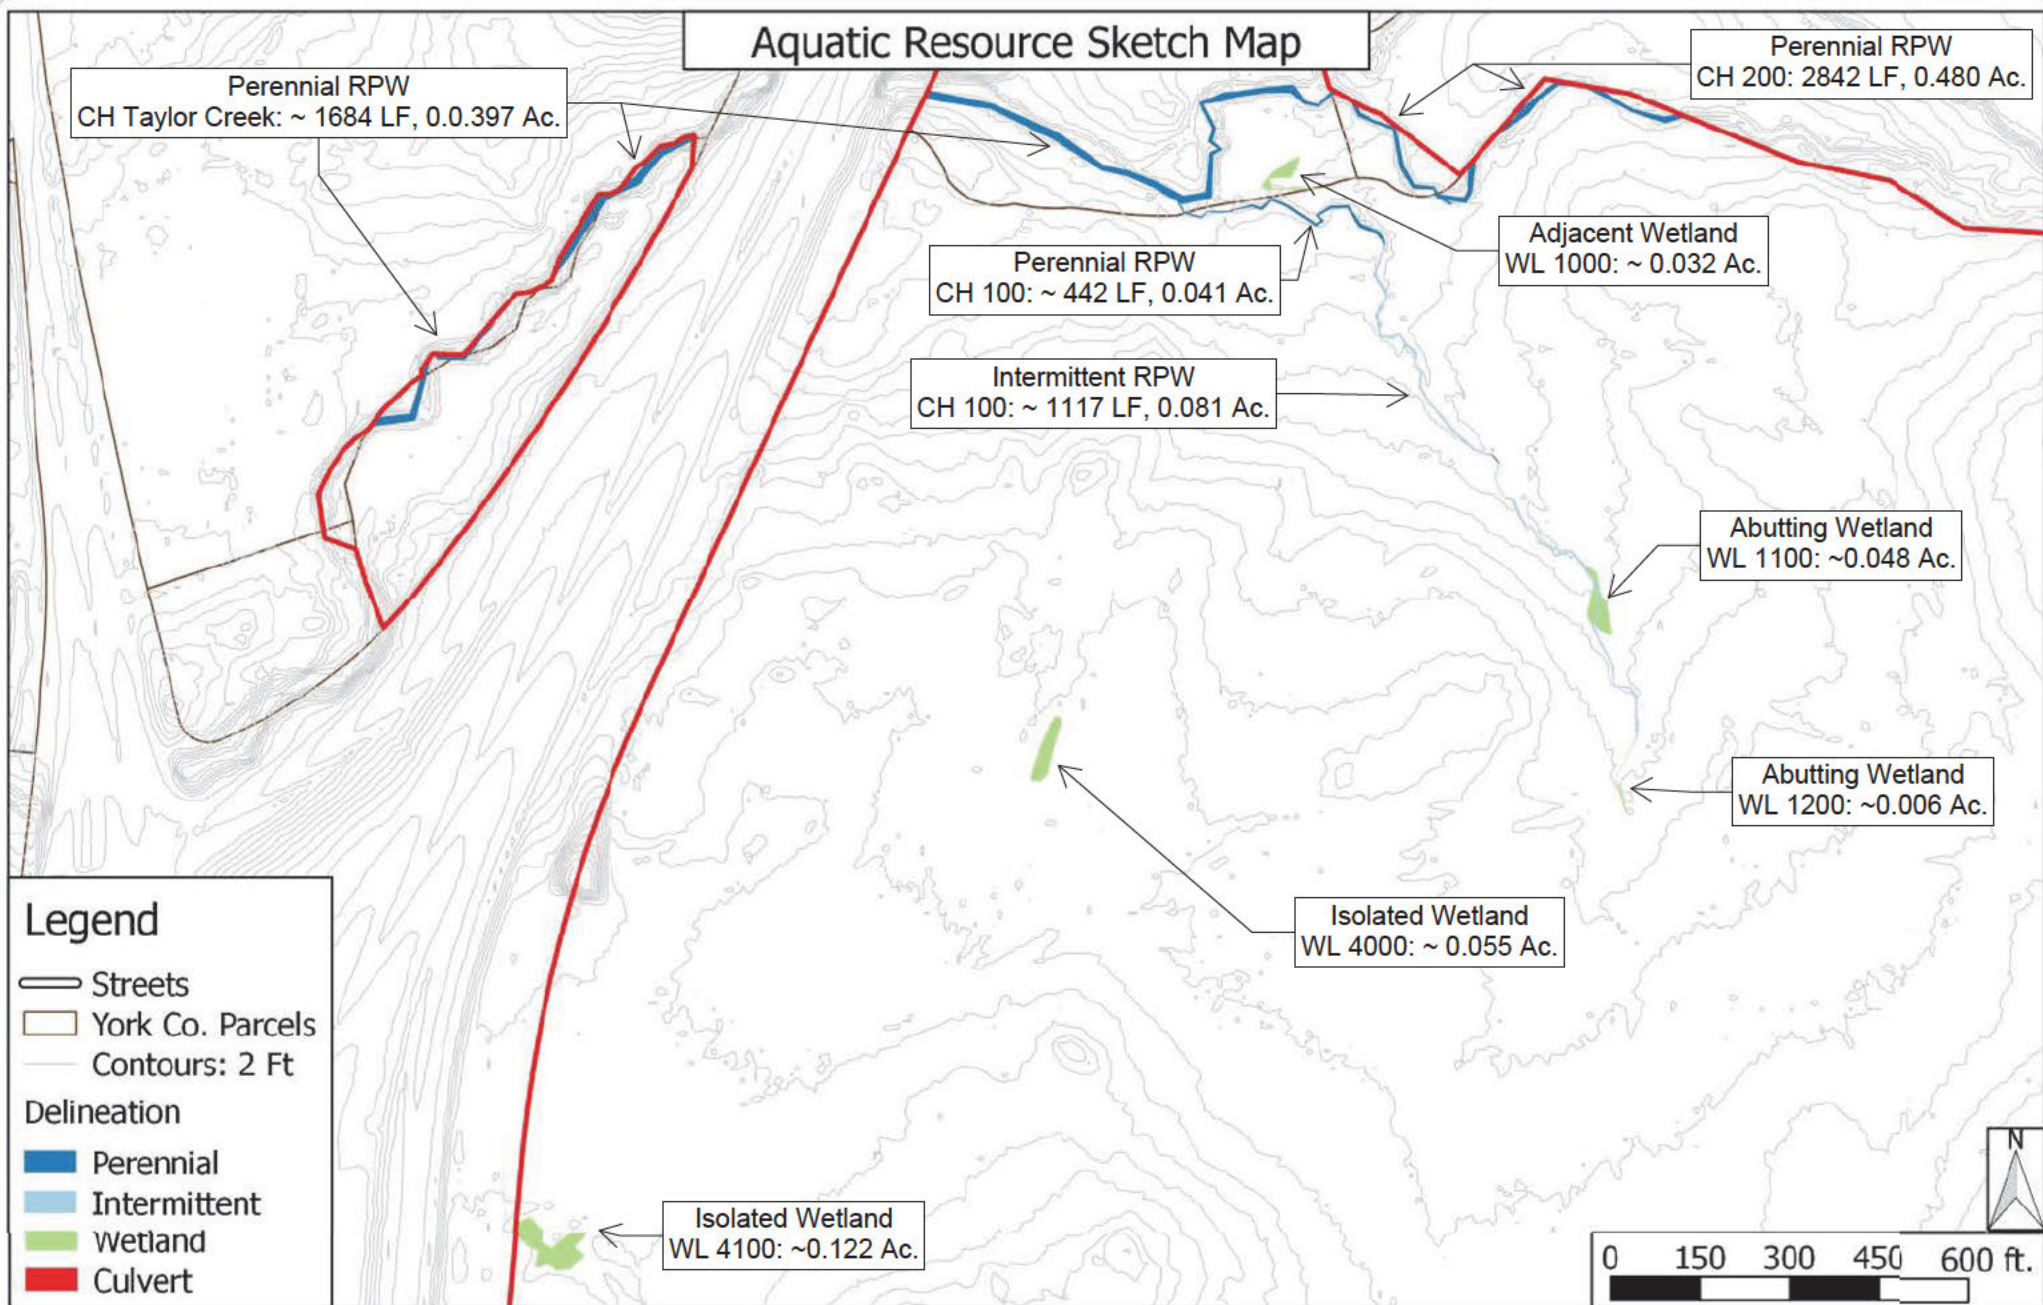 Aquatic Resource Sketch Map
Perennial RPW
CH Taylor Creek: ~ 1684 LF, 0.0.397 Ac.
Perennial RPW
CH 200: 2842 LF, 0.480 Ac.
Adjacent Wetland
WL 1000: ~ 0.032 Ac.
Perennial RPW
CH 100: ~ 442 LF, 0.041 Ac.
Intermittent RPW
CH 100: ~ 1117 LF, 0.081 Ac.
Abutting Wetland
WL 1100: ~0.048 Ac.
Abutting Wetland
WL 1200: ~0.006 Ac.
Isolated Wetland
WL 4000: ~ 0.055 Ac.
Isolated Wetland
WL 4100: ~0.122 Ac.
Legend
Streets
York Co. Parcels
Contours: 2 Ft
Delineation
Perennial
Intermittent
Wetland
Culvert
N
0 150 300 450 600 ft.